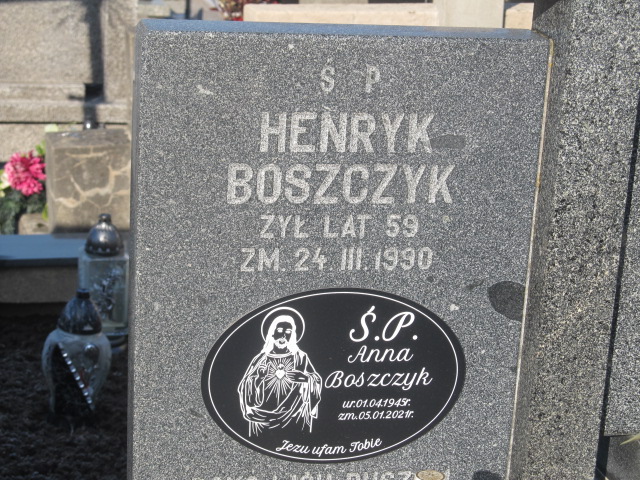 Ś P
HENRYK
BOSZCZYK
ŻYŁ LAT 59
ZM. 24. III. 1990
Ś.P.
Anna
Boszczyk
ur.01.04.1945r.
zm.05.01.2021r.
Jezu ufam Tobie